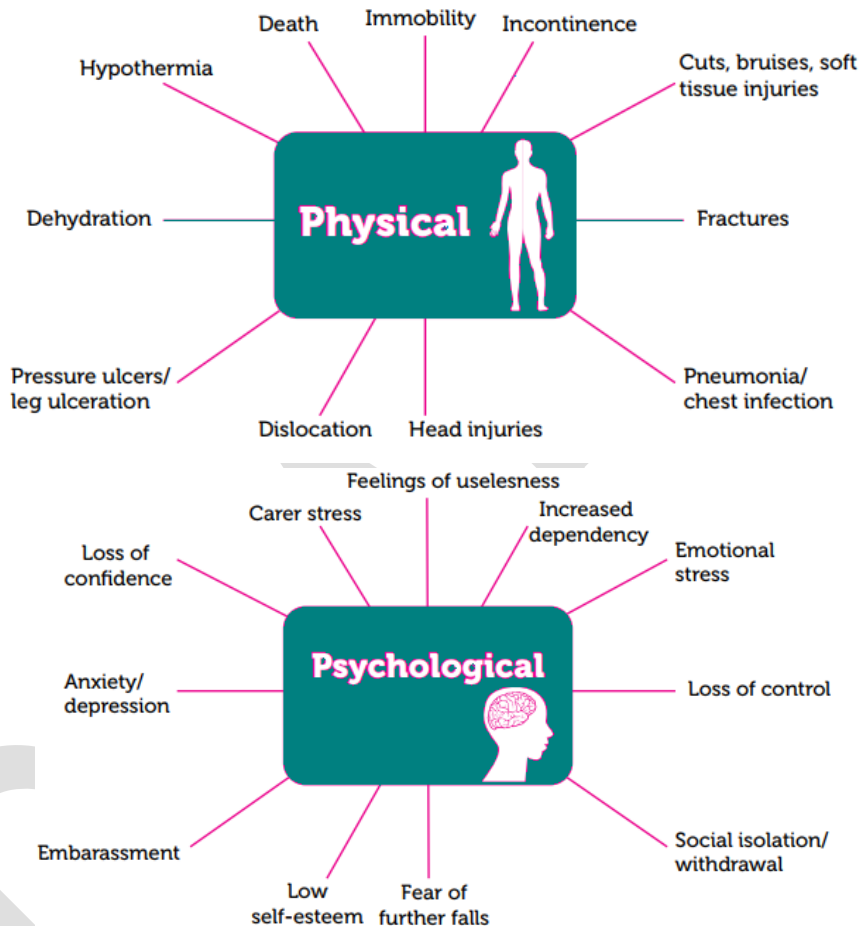 Death
Immobility
Incontinence
Hypothermia
Cuts, bruises, soft
tissue injuries
Dehydration
Physical
Fractures
Pressure ulcers/
leg ulceration
Pneumonia/
chest infection
Dislocation
Head injuries
Feelings of uselesness
Carer stress
Increased
dependency
Loss of
confidence
Emotional
stress
Psychological
Anxiety/
depression
Loss of control
Embarassment
Social isolation/
withdrawal
Low
self-esteem
Fear of
further falls